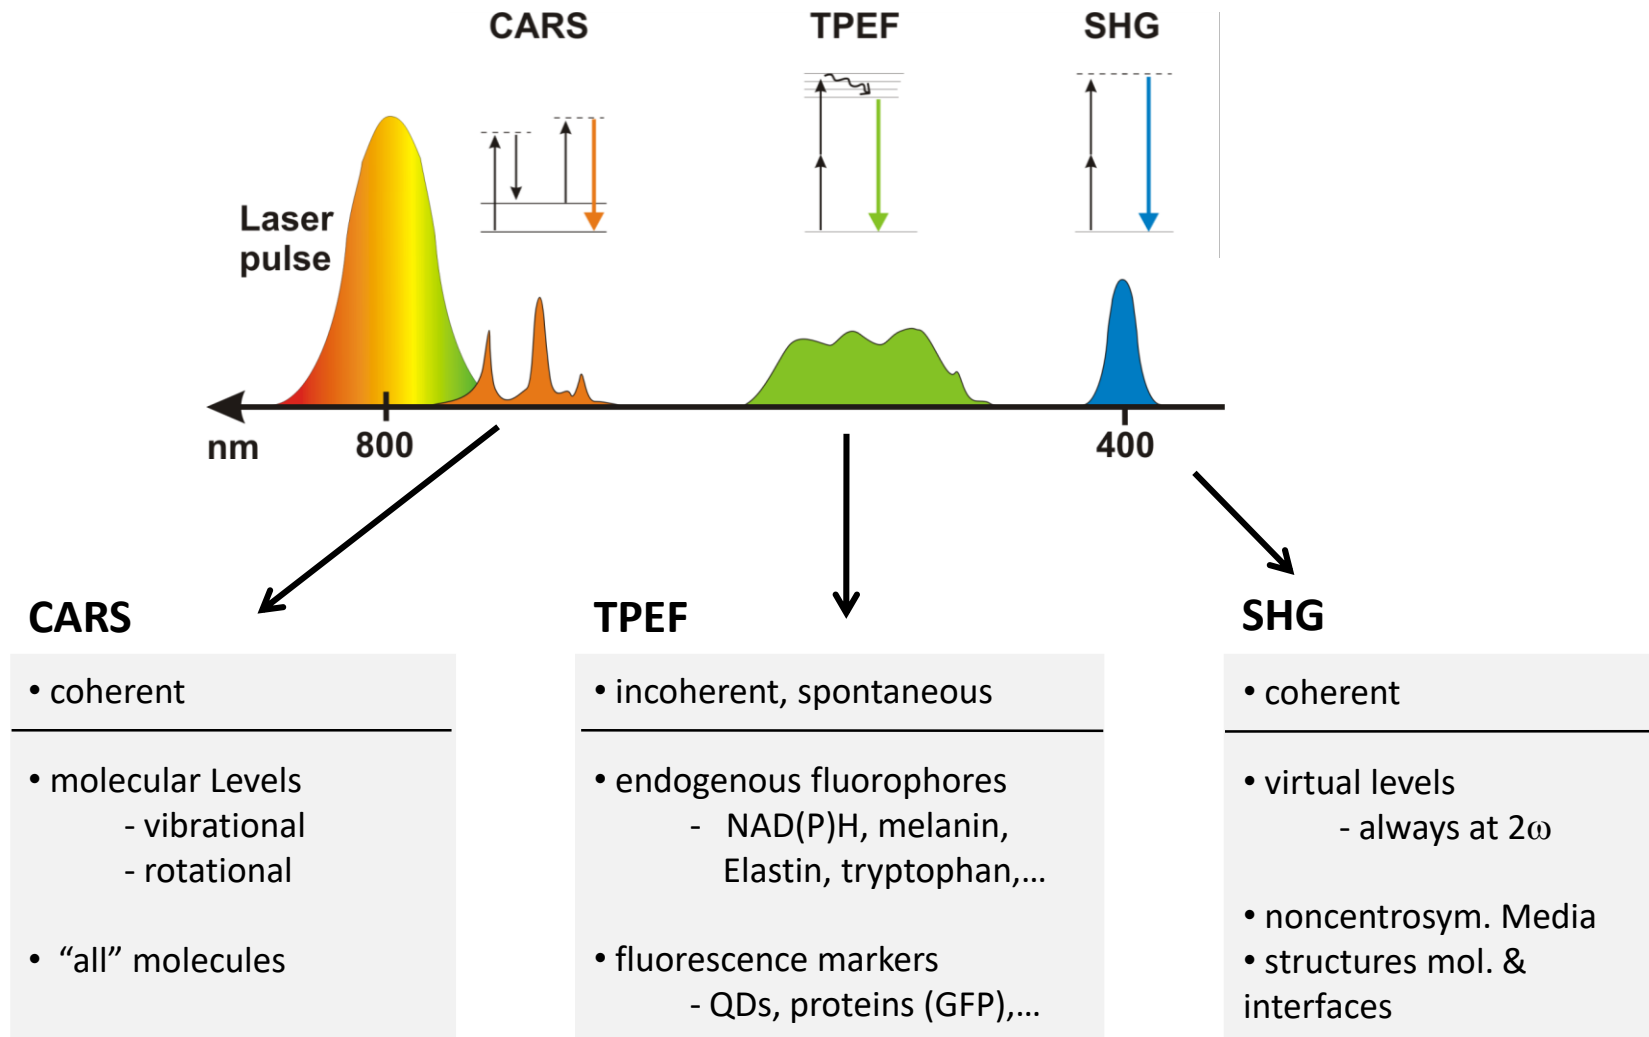 CARS
TPEF
SHG
Laser
pulse
nm
800
400
CARS
• coherent
• molecular Levels
- vibrational
- rotational
• “all” molecules
TPEF
• incoherent, spontaneous
• endogenous fluorophores
- NAD(P)H, melanin,
Elastin, tryptophan,...
• fluorescence markers
- QDs, proteins (GFP),...
SHG
• coherent
• virtual levels
- always at 2ω
• noncentrosym. Media
• structures mol. &
interfaces